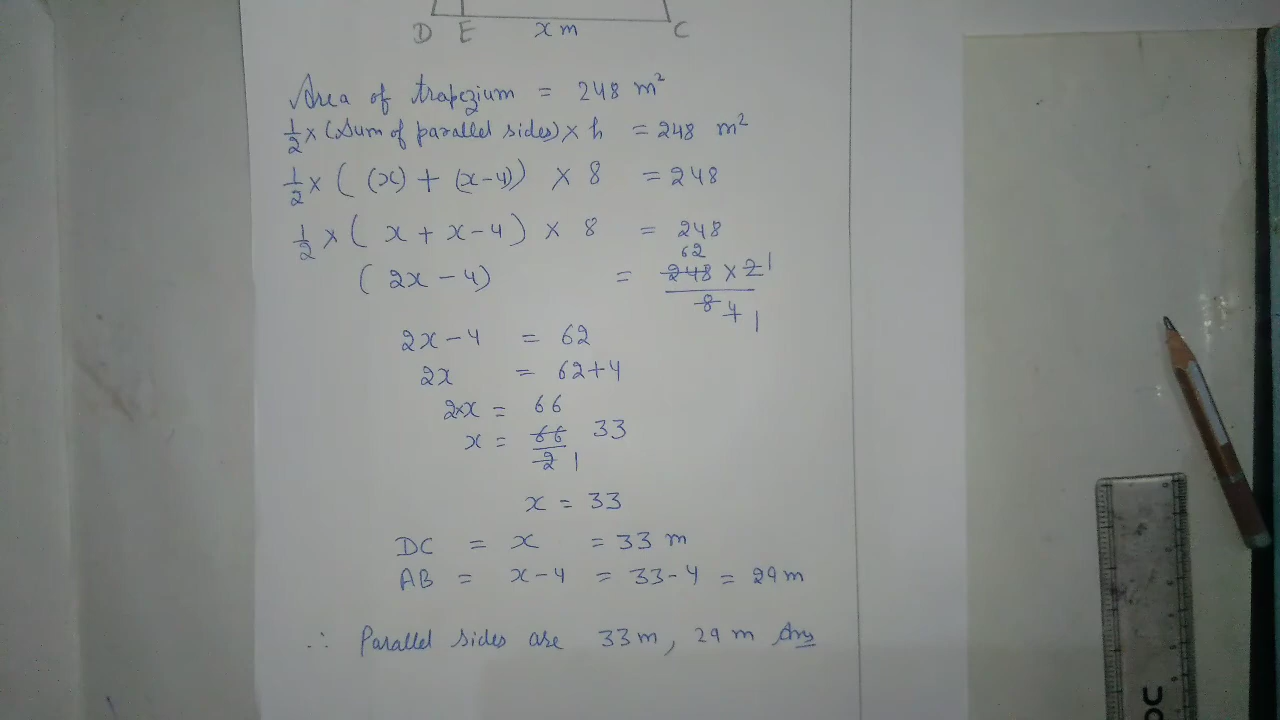 D E x m C
Area of trapezium = 248 m²
1/2 × (Sum of parallel sides) × h = 248 m²
1/2 × ( (x) + (x-4)) × 8 = 248
1/2 × ( x + x-4 ) × 8 = 248
62
( 2x - 4) = 248 × 2 1
8 4 1
2x - 4 = 62
2x = 62+4
2x = 66
x = 66/2 33
1
x = 33
DC = x = 33 m
AB = x-4 = 33-4 = 29 m
∴ Parallel sides are 33 m, 29 m Ans